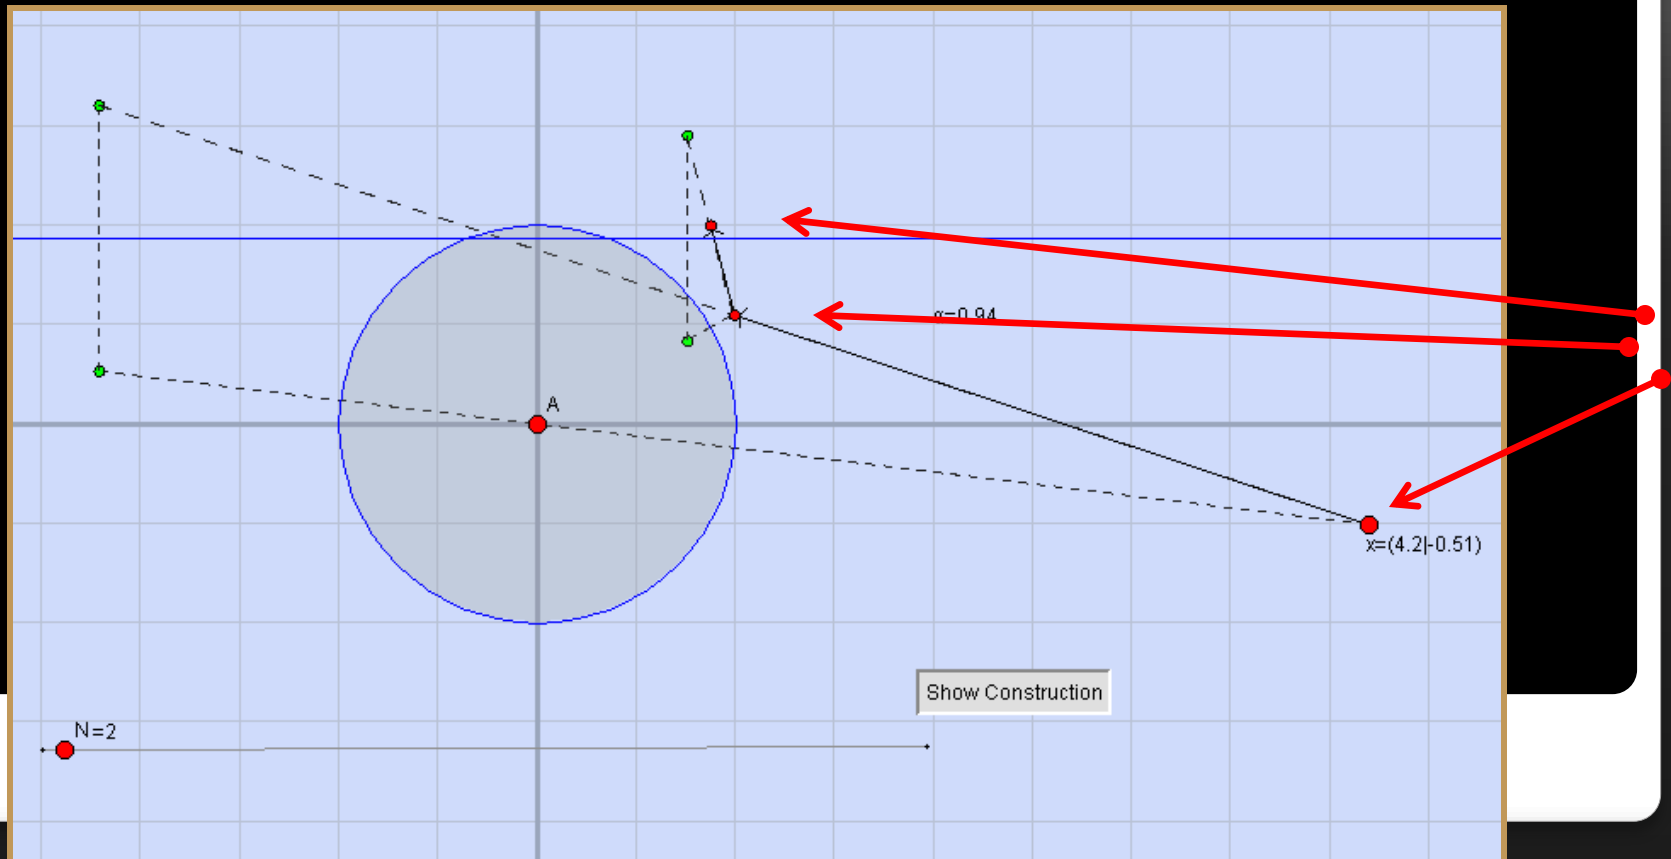 α=0.94
A
x=(4.2|-0.51)
Show Construction
N=2